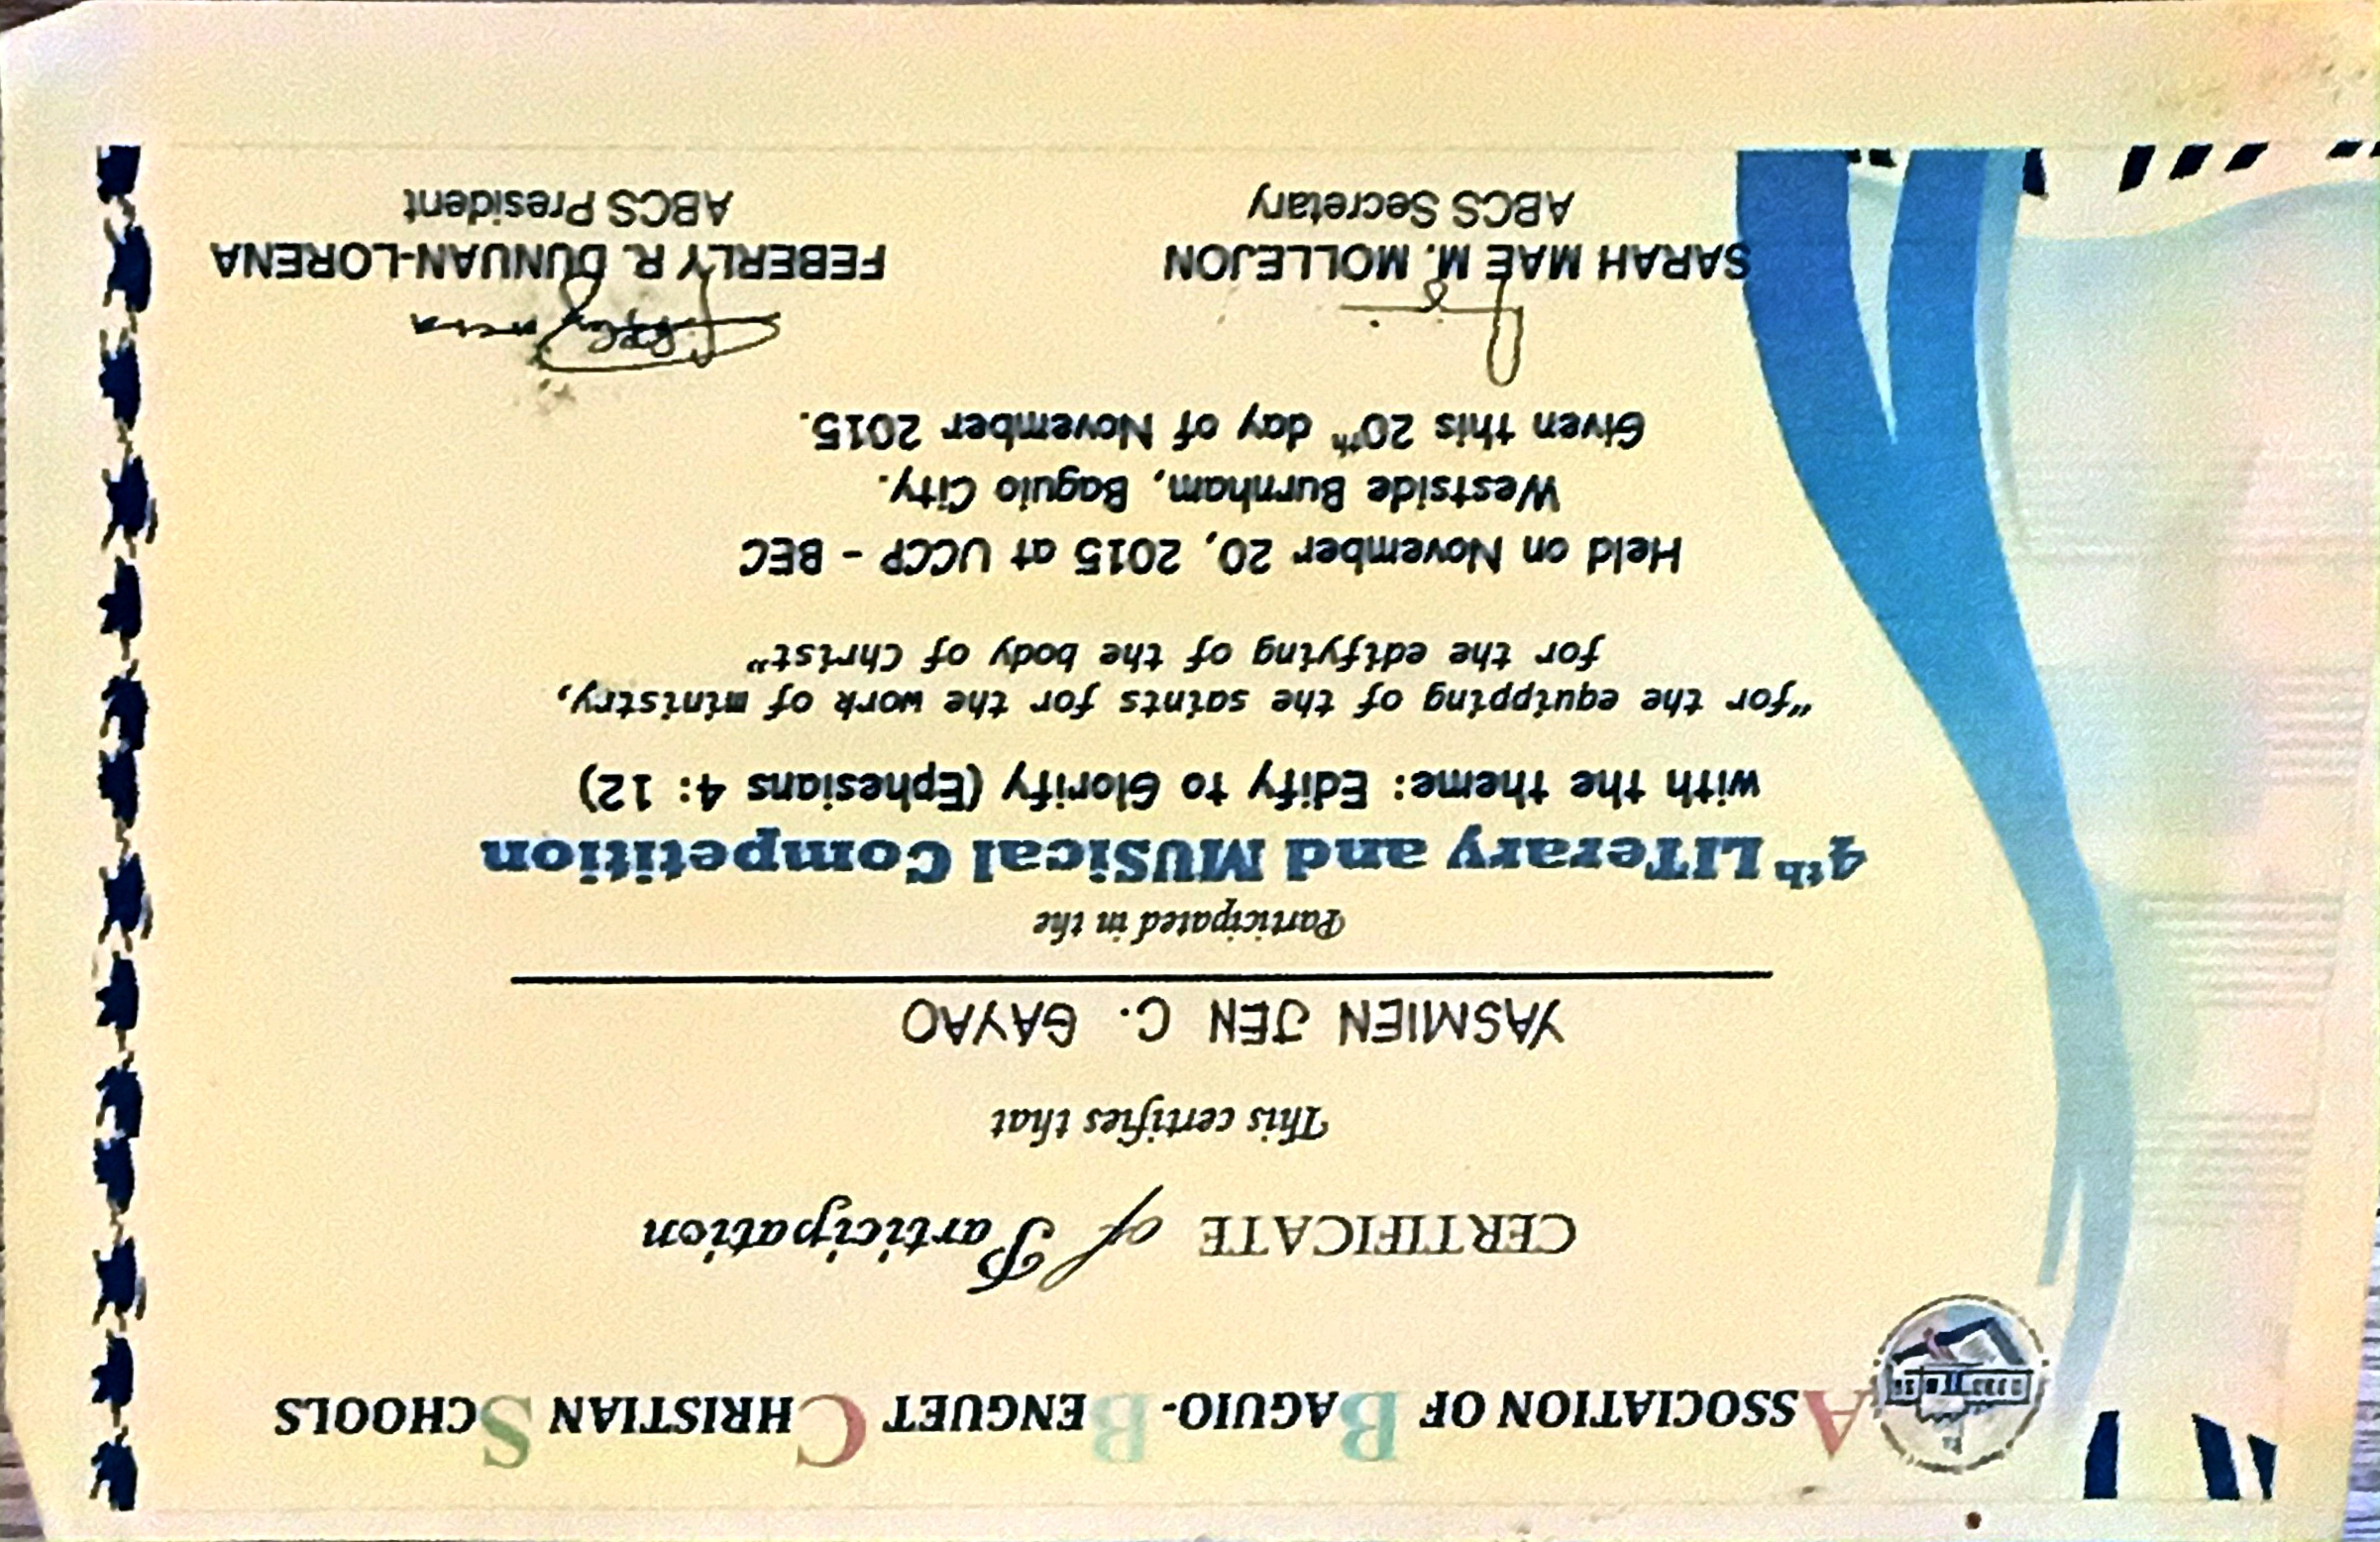 ASSOCIATION OF BAGUIO-BENGUET CHRISTIAN SCHOOLS
CERTIFICATE of Participation
This certifies that
YASMIEN JEN C. GAYAO
Participated in the
4th LITerary and MUSical Competition
with the theme: Edify to Glorify (Ephesians 4: 12)
“for the equipping of the saints for the work of ministry,
for the edifying of the body of Christ”
Held on November 20, 2015 at UCCP - BEC
Westside Burnham, Baguio City.
Given this 20th day of November 2015.
SARAH MAE M. MOLLEJON
ABCS Secretary
FEBERLY R. DUNUAN-LORENA
ABCS President